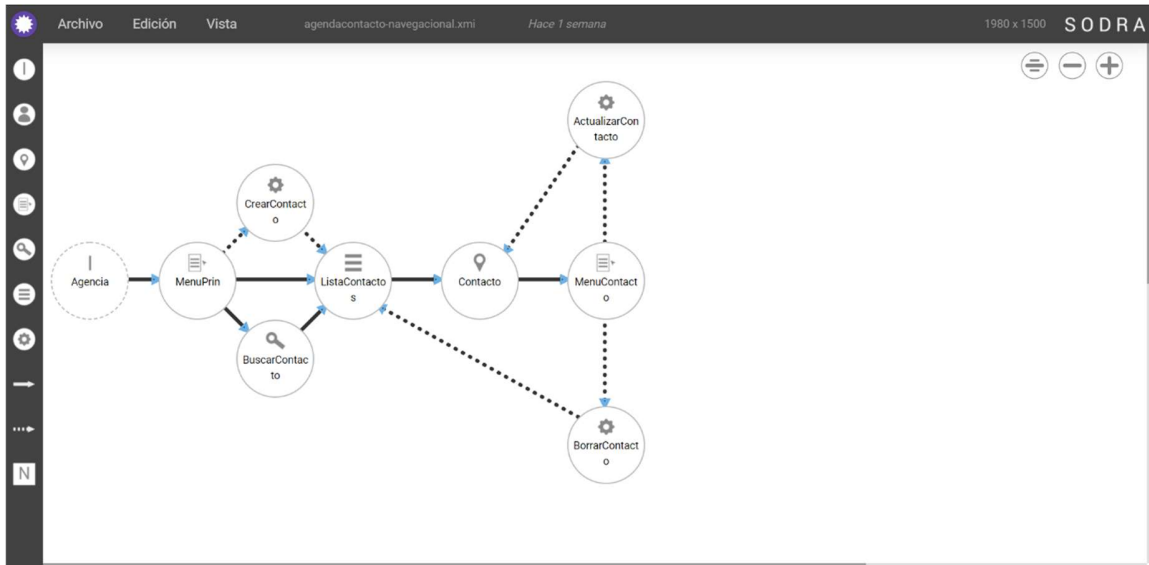 Archivo Edición Vista agendacontacto-navegacional.xmi Hace 1 semana 1980 x 1500 SODRA
ActualizarCon
tacto
CrearContact
o
Agencia
MenuPrin
ListaContacto
s
Contacto
MenuContact
o
BuscarContac
to
BorrarContact
o
N